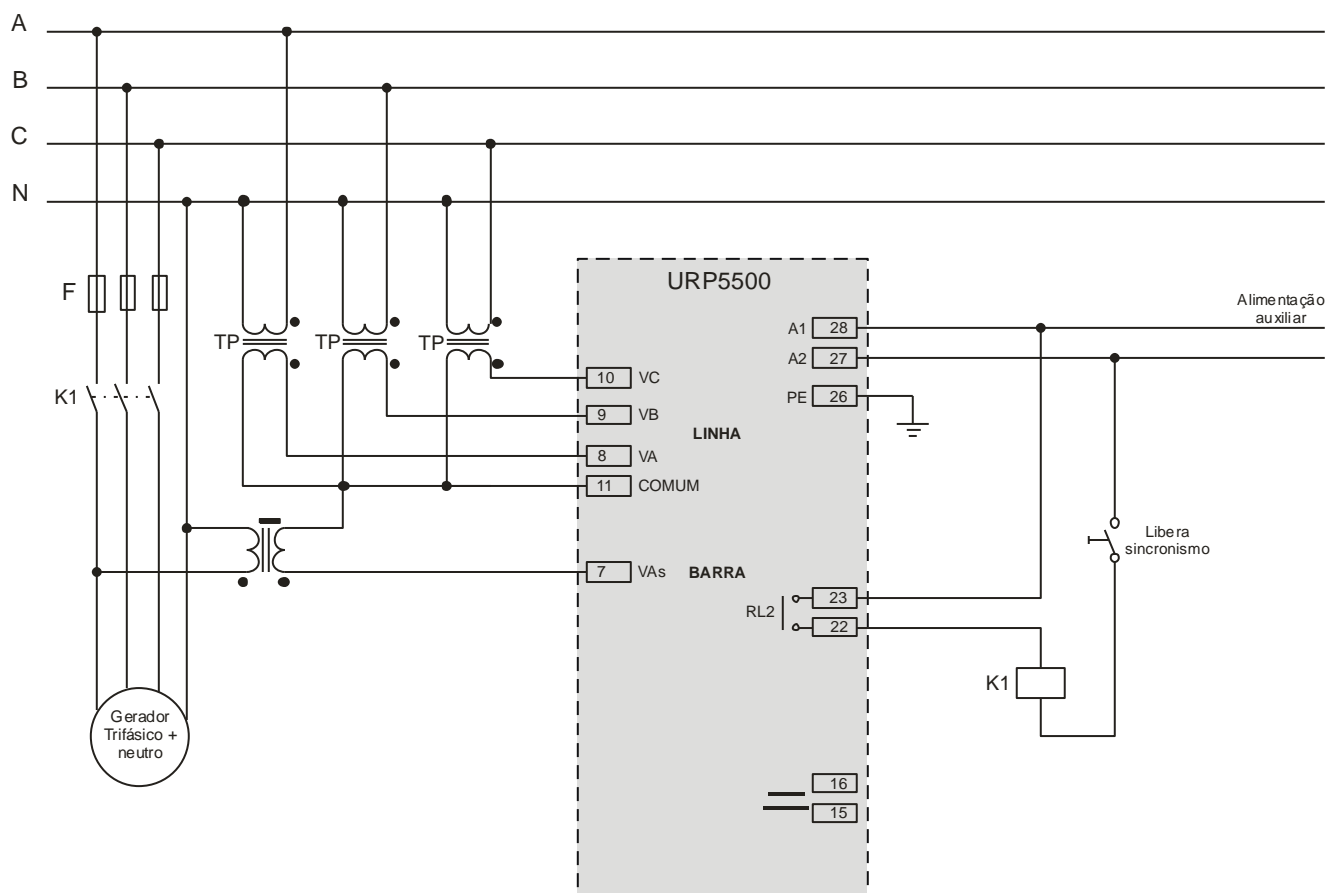 A
B
C
N
F
K1
TP
TP
TP
URP5500
Alimentação
auxiliar
A1 28
A2 27
PE 26
10 VC
9 VB
LINHA
8 VA
11 COMUM
7 VAs BARRA
Libera
sincronismo
RL2
23
22
K1
Gerador
Trifásico +
neutro
16
15